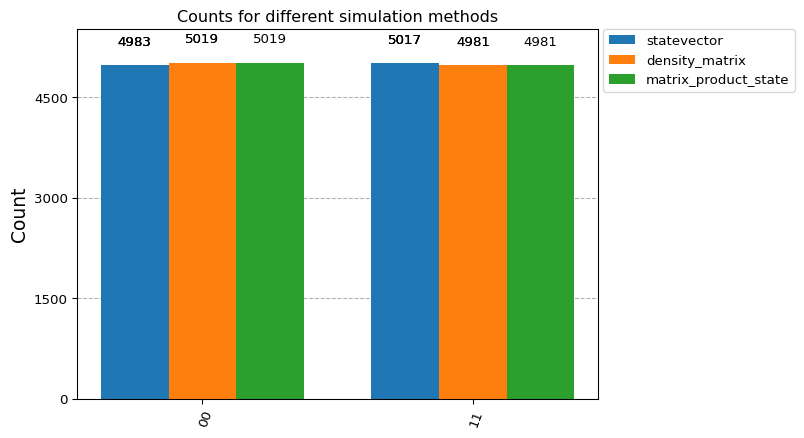 Counts for different simulation methods
4983 5019 5019 5017 4981 4981
statevector
density_matrix
matrix_product_state
Count
4500
3000
1500
0
00 11